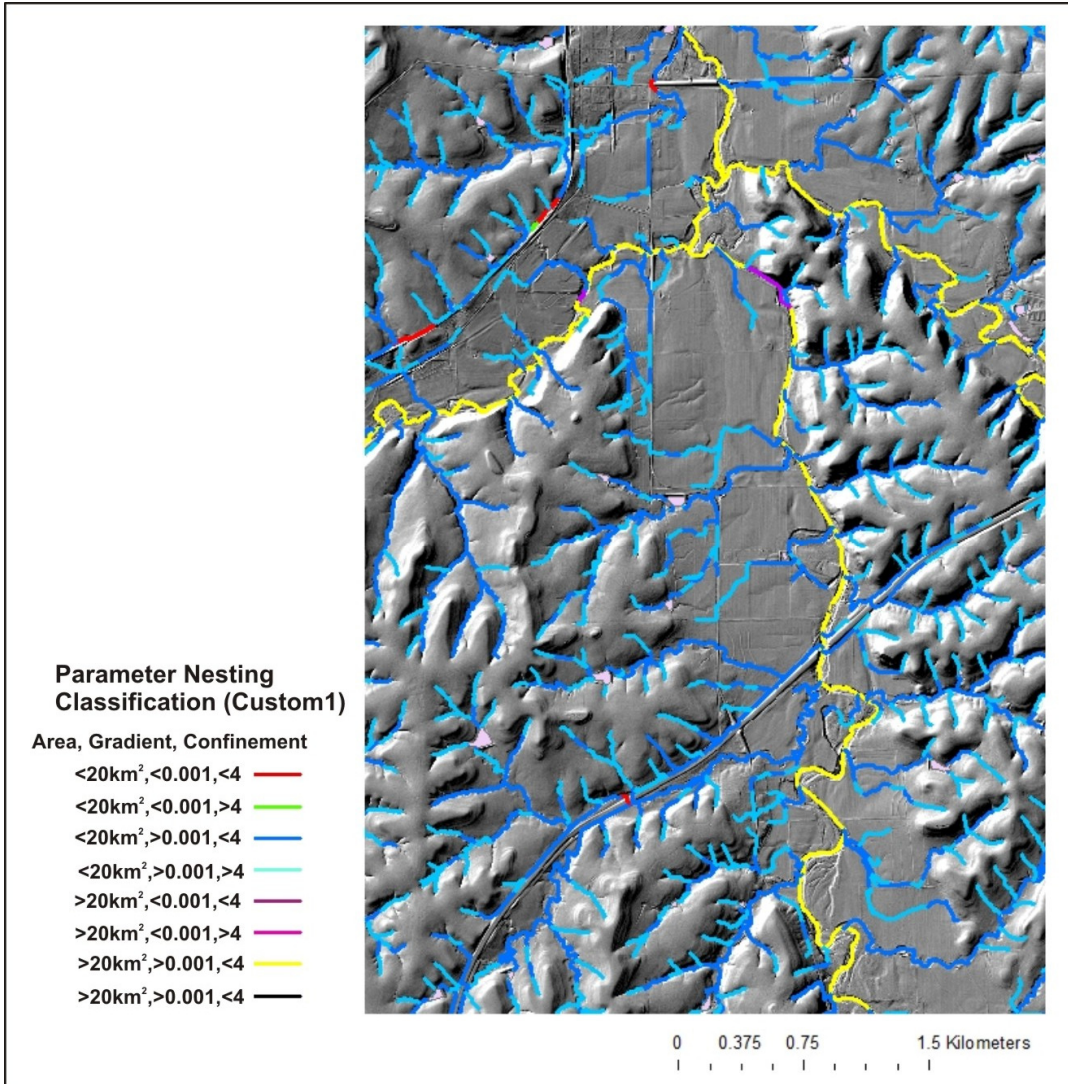 Parameter Nesting
Classification (Custom1)
Area, Gradient, Confinement
<20km²,<0.001,<4
<20km²,<0.001,>4
<20km²,>0.001,<4
<20km²,>0.001,>4
>20km²,<0.001,<4
>20km²,<0.001,>4
>20km²,>0.001,<4
>20km²,>0.001,<4
0 0.375 0.75 1.5 Kilometers